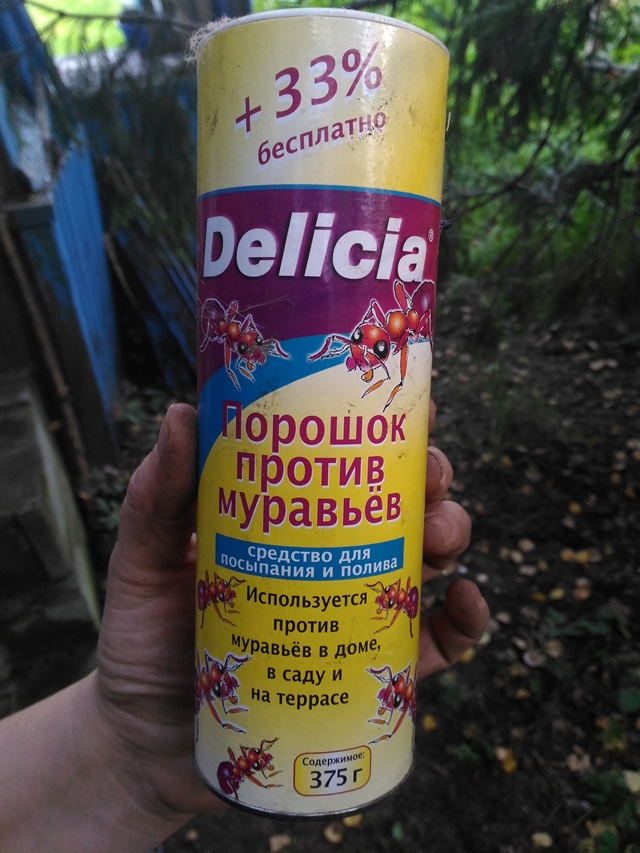 + 33%
бесплатно
Delicia®
Порошок
против
муравьёв
средство для
посыпания и полива
Используется
против
муравьёв в доме,
в саду и
на террасе
Содержимое:
375 г